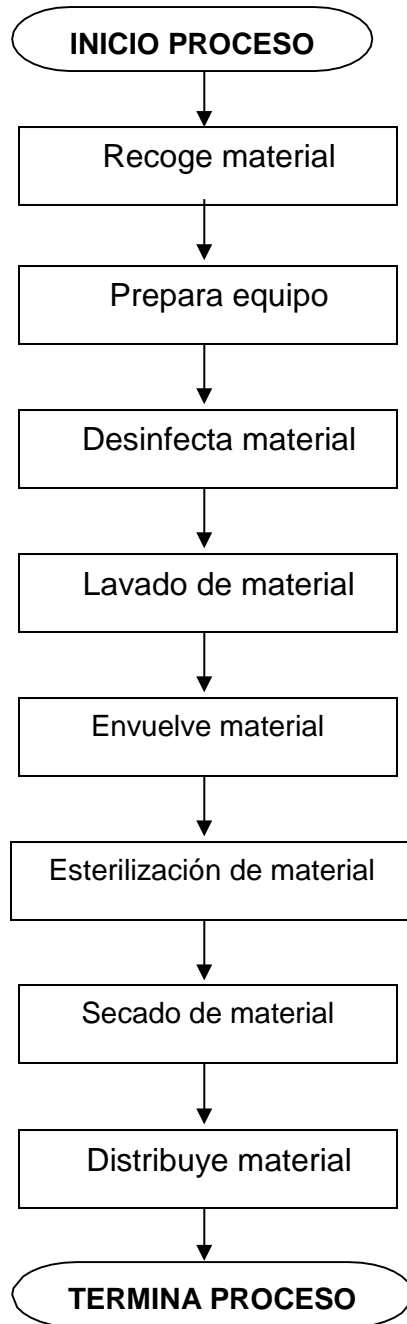 INICIO PROCESO
Recoge material
Prepara equipo
Desinfecta material
Lavado de material
Envuelve material
Esterilización de material
Secado de material
Distribuye material
TERMINA PROCESO